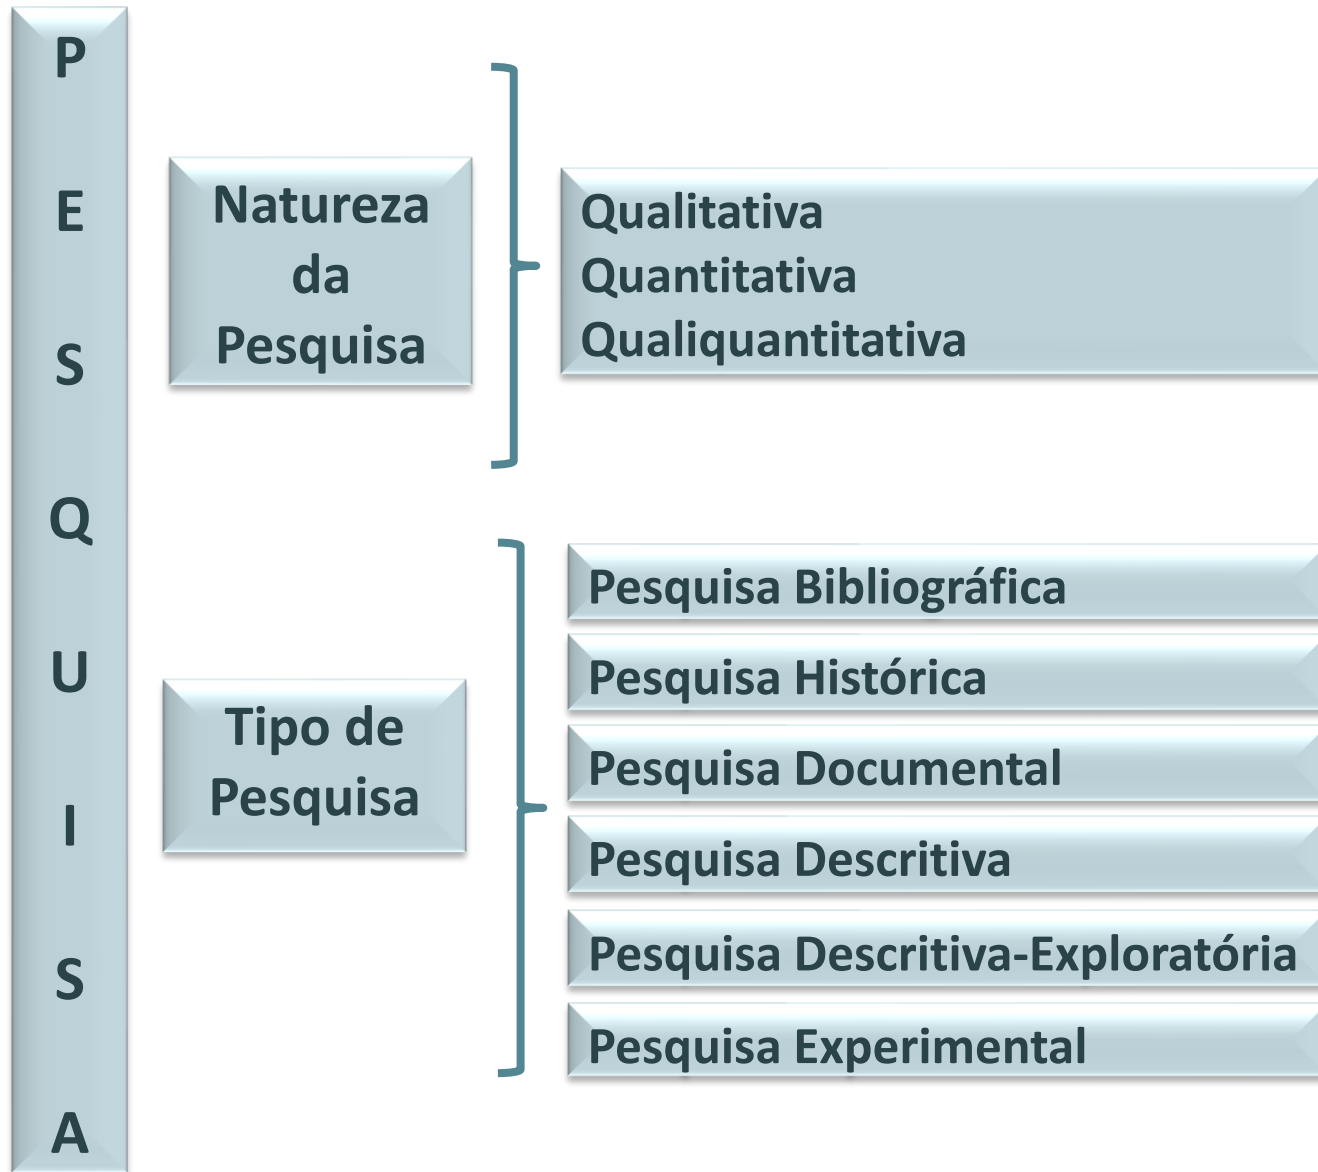 P
E
S
Q
U
I
S
A
Natureza
da
Pesquisa
Qualitativa
Quantitativa
Qualiquantitativa
Tipo de
Pesquisa
Pesquisa Bibliográfica
Pesquisa Histórica
Pesquisa Documental
Pesquisa Descritiva
Pesquisa Descritiva-Exploratória
Pesquisa Experimental